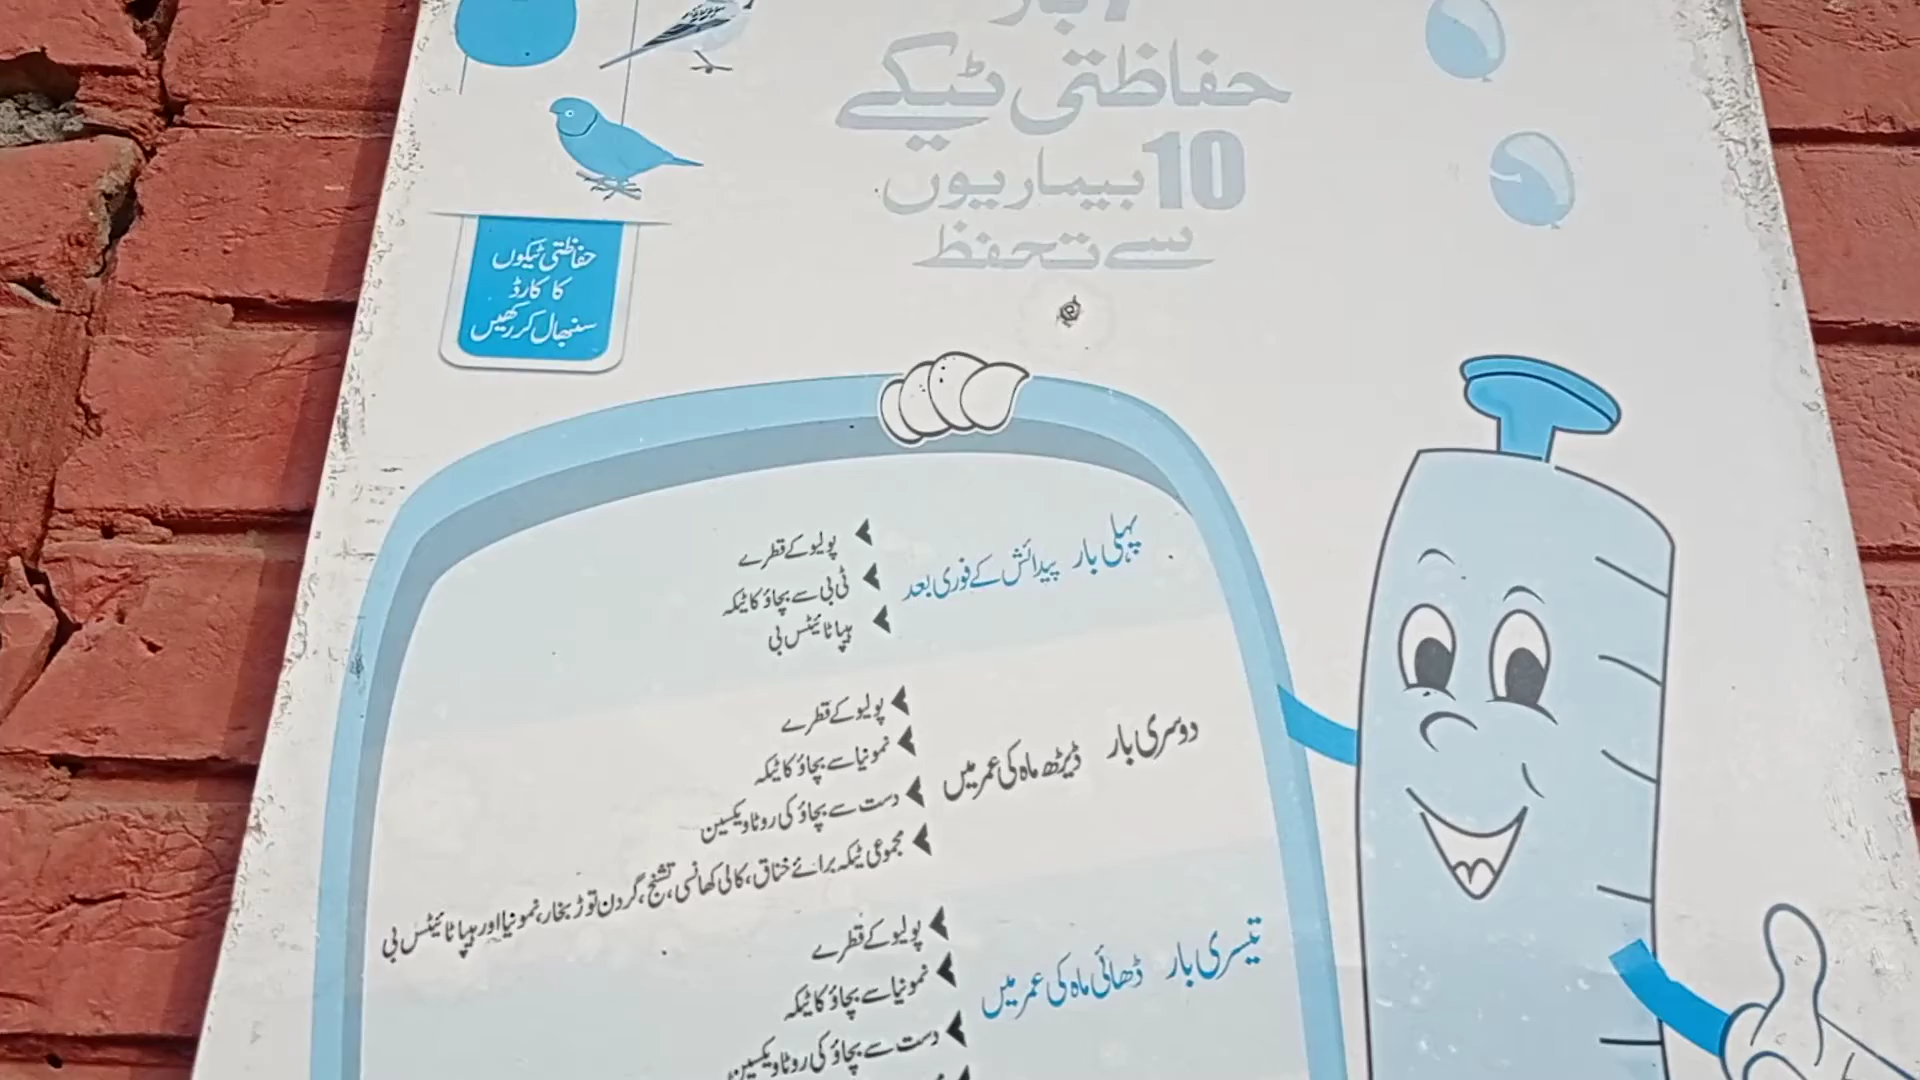 بار
حفاظتی ٹیکے
10 بیماریوں
سے تحفظ
حفاظتی ٹیکوں
کا کارڈ
سنبھال کر رکھیں
پہلی بار پیدائش کے فوری بعد
پولیو کے قطرے
ٹی بی سے بچاؤ کا ٹیکہ
ہیپاٹائیٹس بی
دوسری بار ڈیڑھ ماہ کی عمر میں
پولیو کے قطرے
نمونیا سے بچاؤ کا ٹیکہ
دست سے بچاؤ کی روٹا ویکسین
مجموعی ٹیکہ برائے خناق، کالی کھانسی، تشنج، گردن توڑ بخار، نمونیا اور ہیپاٹائیٹس بی
تیسری بار ڈھائی ماہ کی عمر میں
پولیو کے قطرے
نمونیا سے بچاؤ کا ٹیکہ
دست سے بچاؤ کی روٹا ویکسین